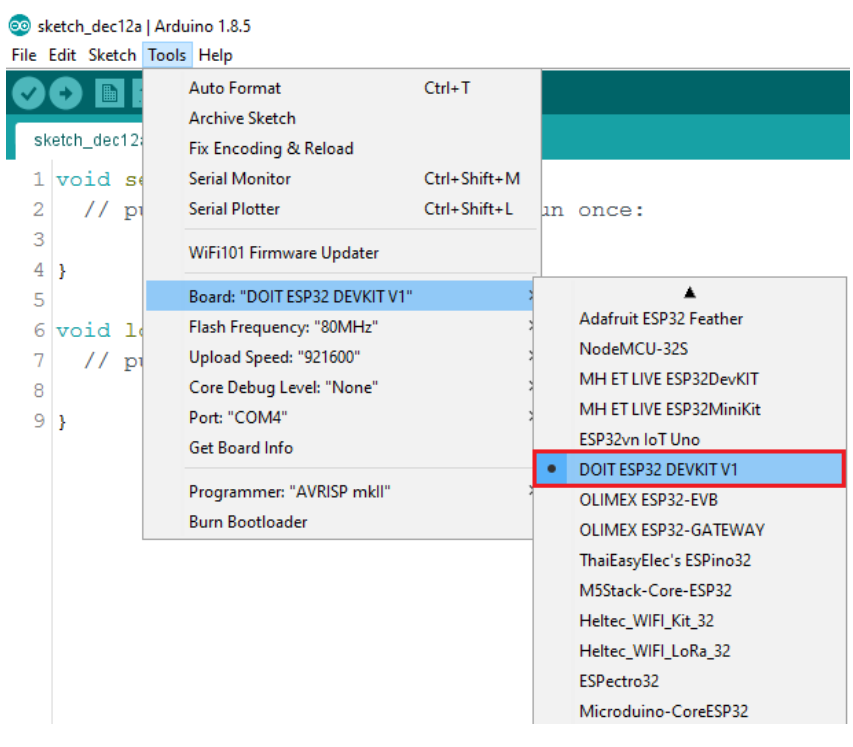 sketch_dec12a | Arduino 1.8.5
File Edit Sketch Tools Help
sketch_dec12
Auto Format Ctrl+T
Archive Sketch
Fix Encoding & Reload
Serial Monitor Ctrl+Shift+M
Serial Plotter Ctrl+Shift+L
WiFi101 Firmware Updater
Board: "DOIT ESP32 DEVKIT V1"
Flash Frequency: "80MHz"
Upload Speed: "921600"
Core Debug Level: "None"
Port: "COM4"
Get Board Info
Programmer: "AVRISP mkII"
Burn Bootloader
1 void se
2 // pu un once:
3
4 }
5
6 void lo
7 // pu
8
9 }
Adafruit ESP32 Feather
NodeMCU-32S
MH ET LIVE ESP32DevKIT
MH ET LIVE ESP32MiniKit
ESP32vn IoT Uno
DOIT ESP32 DEVKIT V1
OLIMEX ESP32-EVB
OLIMEX ESP32-GATEWAY
ThaiEasyElec's ESPino32
M5Stack-Core-ESP32
Heltec_WIFI_Kit_32
Heltec_WIFI_LoRa_32
ESPectro32
Microduino-CoreESP32